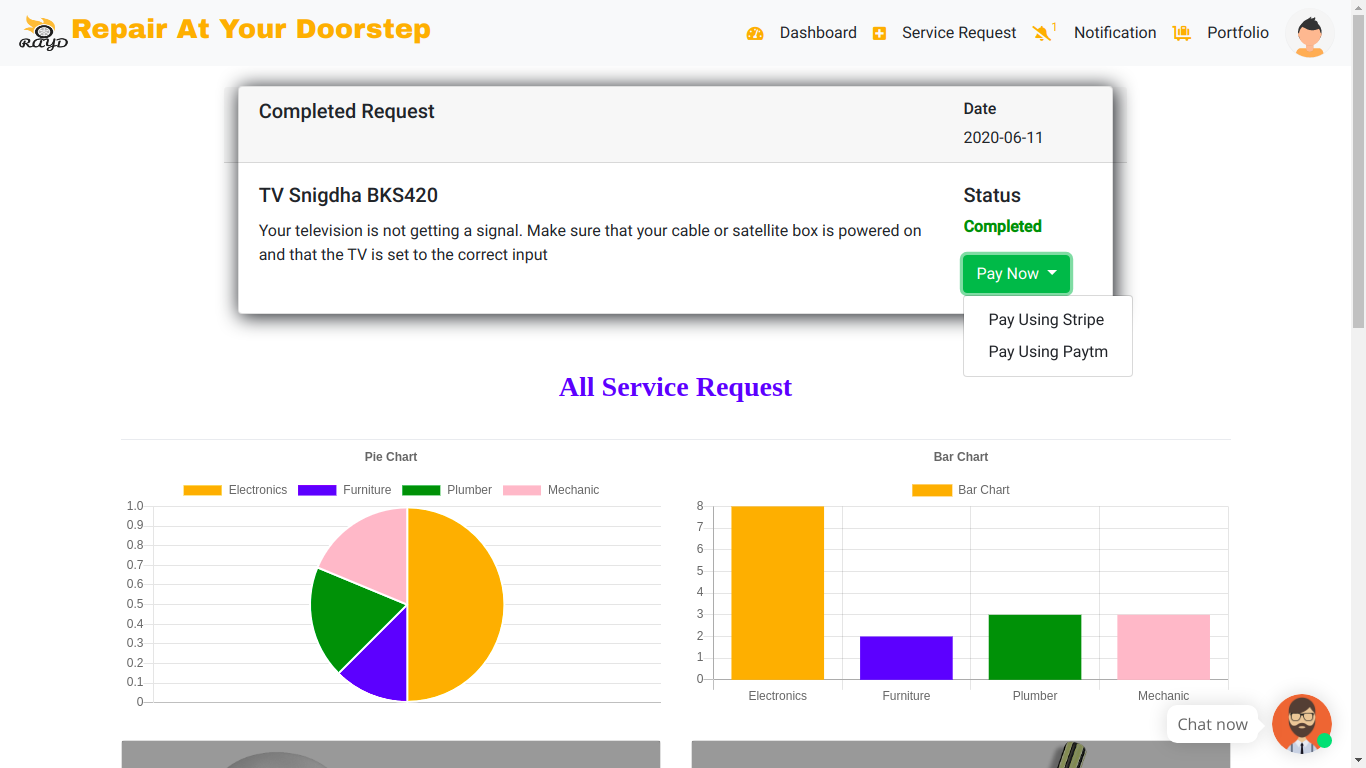 RAYD Repair At Your Doorstep
Dashboard Service Request 1 Notification Portfolio
Completed Request
Date
2020-06-11
TV Snigdha BKS420
Status
Your television is not getting a signal. Make sure that your cable or satellite box is powered on
and that the TV is set to the correct input
Completed
Pay Now
Pay Using Stripe
Pay Using Paytm
All Service Request
Pie Chart
Electronics Furniture Plumber Mechanic
1.0
0.9
0.8
0.7
0.6
0.5
0.4
0.3
0.2
0.1
0
Bar Chart
Bar Chart
8
7
6
5
4
3
2
1
0
Electronics Furniture Plumber Mechanic
Chat now